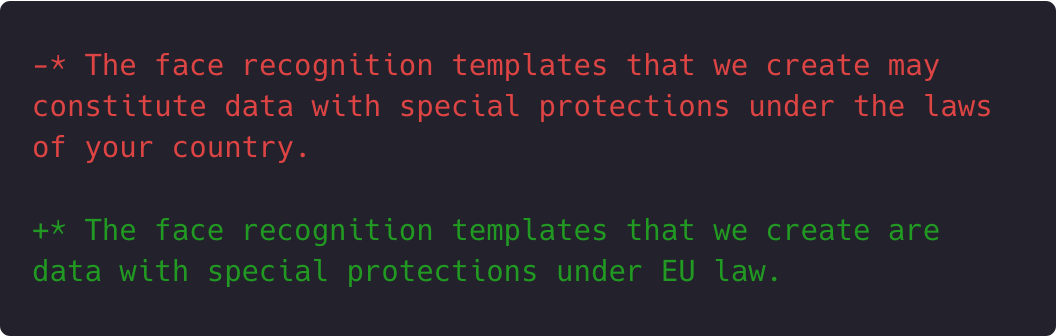 -* The face recognition templates that we create may
constitute data with special protections under the laws
of your country.
+* The face recognition templates that we create are
data with special protections under EU law.